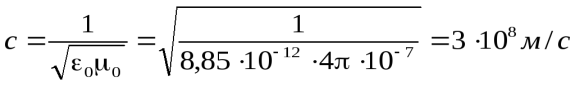 c = 1/√(ε₀μ₀) = √(1/(8,85 ·10⁻¹² ·4π ·10⁻⁷)) = 3 ·10⁸ м/с